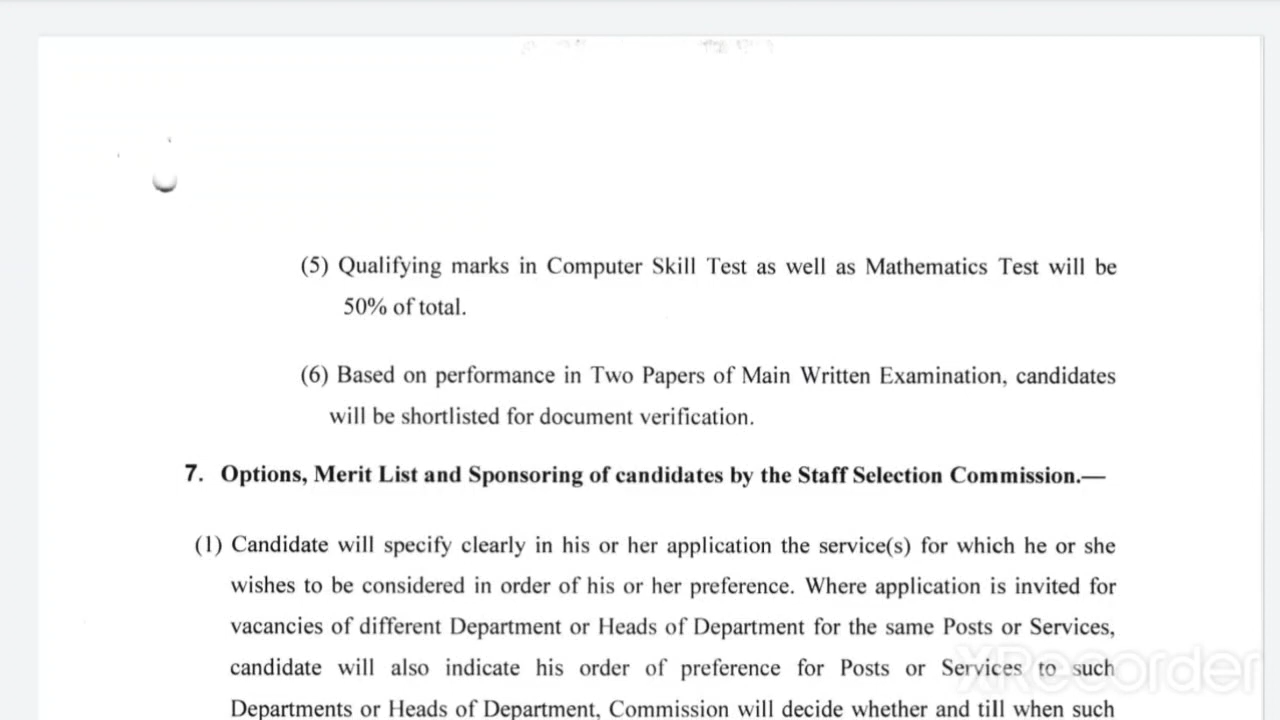 (5) Qualifying marks in Computer Skill Test as well as Mathematics Test will be
50% of total.
(6) Based on performance in Two Papers of Main Written Examination, candidates
will be shortlisted for document verification.
7. Options, Merit List and Sponsoring of candidates by the Staff Selection Commission.—
(1) Candidate will specify clearly in his or her application the service(s) for which he or she
wishes to be considered in order of his or her preference. Where application is invited for
vacancies of different Department or Heads of Department for the same Posts or Services,
candidate will also indicate his order of preference for Posts or Services to such
Departments or Heads of Department, Commission will decide whether and till when such
XRecorder